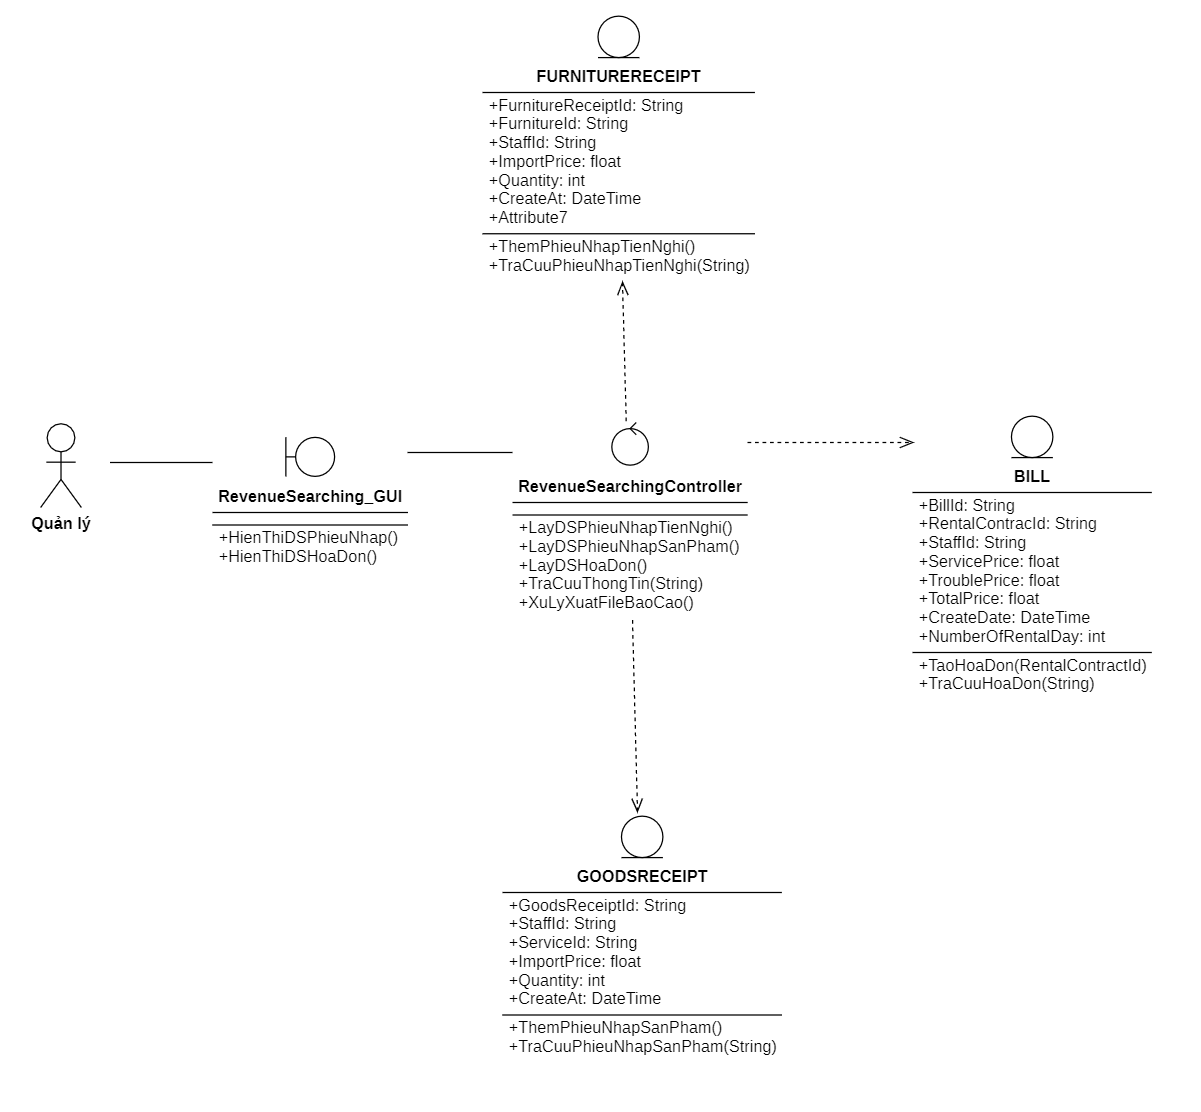 FURNITURERECEIPT
+FurnitureReceiptId: String
+FurnitureId: String
+StaffId: String
+ImportPrice: float
+Quantity: int
+CreateAt: DateTime
+Attribute7
+ThemPhieuNhapTienNghi()
+TraCuuPhieuNhapTienNghi(String)
Quản lý
RevenueSearching_GUI
+HienThiDSPhieuNhap()
+HienThiDSHoaDon()
RevenueSearchingController
+LayDSPhieuNhapTienNghi()
+LayDSPhieuNhapSanPham()
+LayDSHoaDon()
+TraCuuThongTin(String)
+XuLyXuatFileBaoCao()
BILL
+BillId: String
+RentalContracId: String
+StaffId: String
+ServicePrice: float
+TroublePrice: float
+TotalPrice: float
+CreateDate: DateTime
+NumberOfRentalDay: int
+TaoHoaDon(RentalContractId)
+TraCuuHoaDon(String)
GOODSRECEIPT
+GoodsReceiptId: String
+StaffId: String
+ServiceId: String
+ImportPrice: float
+Quantity: int
+CreateAt: DateTime
+ThemPhieuNhapSanPham()
+TraCuuPhieuNhapSanPham(String)